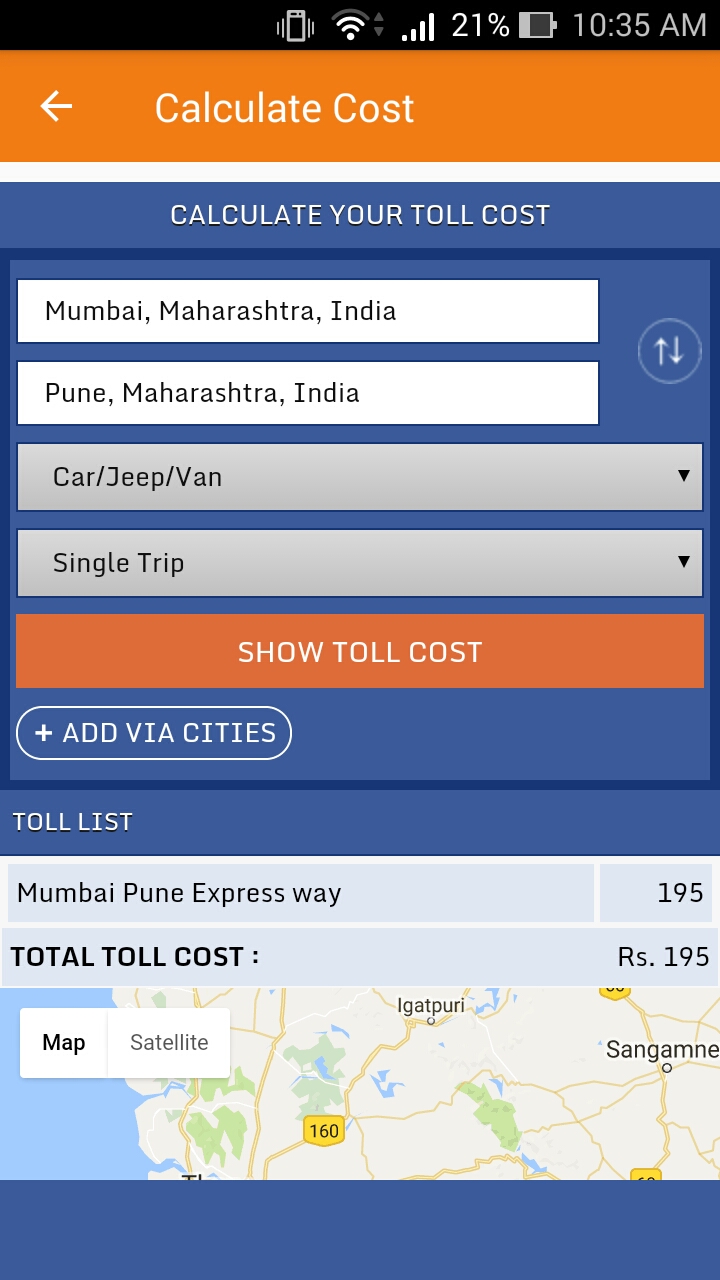 21% 10:35 AM
Calculate Cost
CALCULATE YOUR TOLL COST
Mumbai, Maharashtra, India
Pune, Maharashtra, India
Car/Jeep/Van
Single Trip
SHOW TOLL COST
+ ADD VIA CITIES
TOLL LIST
Mumbai Pune Express way 195
TOTAL TOLL COST : Rs. 195
Igatpuri
Map Satellite
Sangamne
160